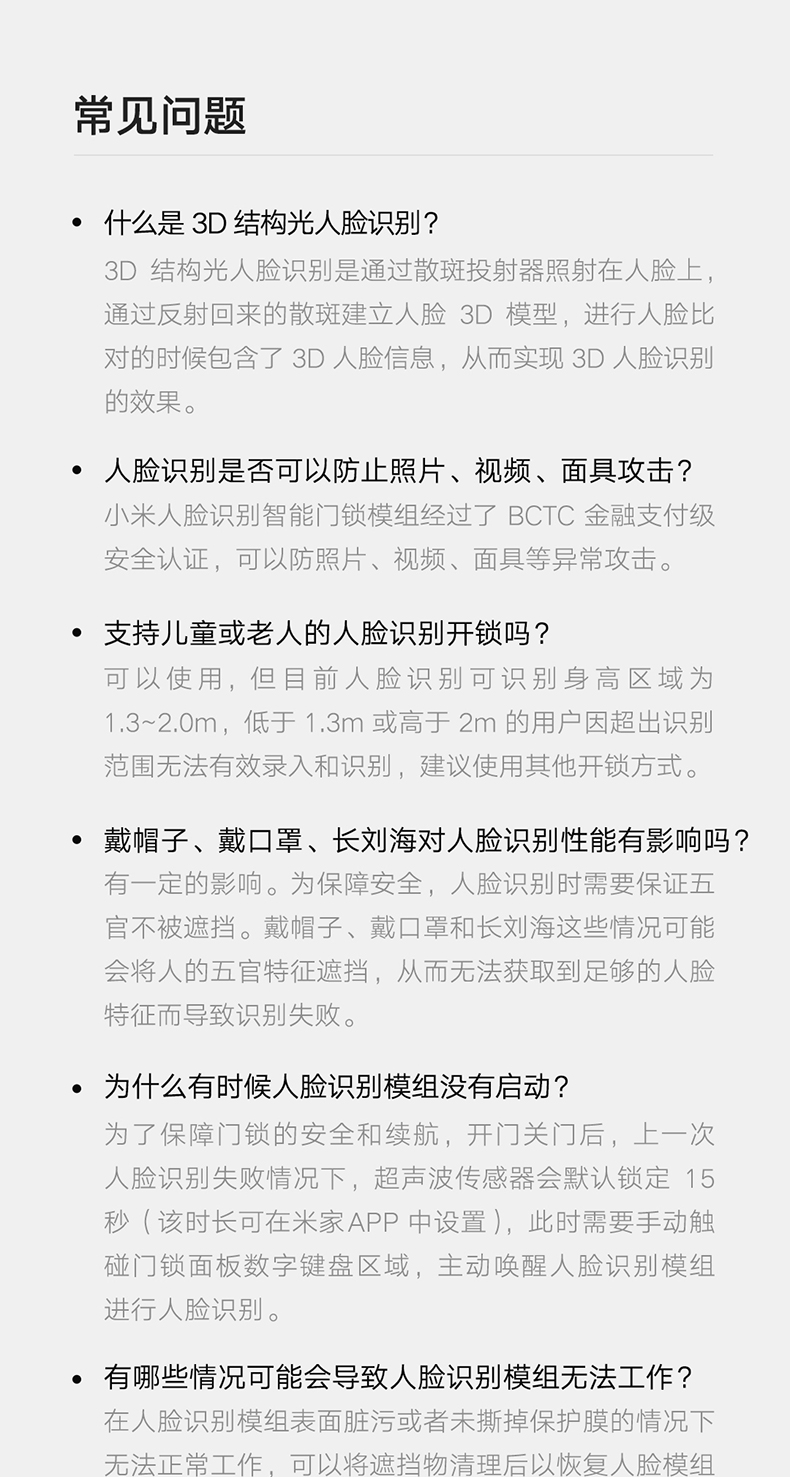 常见问题
• 什么是 3D 结构光人脸识别？
3D 结构光人脸识别是通过散斑投射器照射在人脸上，
通过反射回来的散斑建立人脸 3D 模型，进行人脸比
对的时候包含了 3D 人脸信息，从而实现 3D 人脸识别
的效果。
• 人脸识别是否可以防止照片、视频、面具攻击？
小米人脸识别智能门锁模组经过了 BCTC 金融支付级
安全认证，可以防照片、视频、面具等异常攻击。
• 支持儿童或老人的人脸识别开锁吗？
可以使用，但目前人脸识别可识别身高区域为
1.3~2.0m，低于 1.3m 或高于 2m 的用户因超出识别
范围无法有效录入和识别，建议使用其他开锁方式。
• 戴帽子、戴口罩、长刘海对人脸识别性能有影响吗？
有一定的影响。为保障安全，人脸识别时需要保证五
官不被遮挡。戴帽子、戴口罩和长刘海这些情况可能
会将人的五官特征遮挡，从而无法获取到足够的人脸
特征而导致识别失败。
• 为什么有时候人脸识别模组没有启动？
为了保障门锁的安全和续航，开门关门后，上一次
人脸识别失败情况下，超声波传感器会默认锁定 15
秒（该时长可在米家APP 中设置），此时需要手动触
碰门锁面板数字键盘区域，主动唤醒人脸识别模组
进行人脸识别。
• 有哪些情况可能会导致人脸识别模组无法工作？
在人脸识别模组表面脏污或者未撕掉保护膜的情况下
无法正常工作，可以将遮挡物清理后以恢复人脸模组